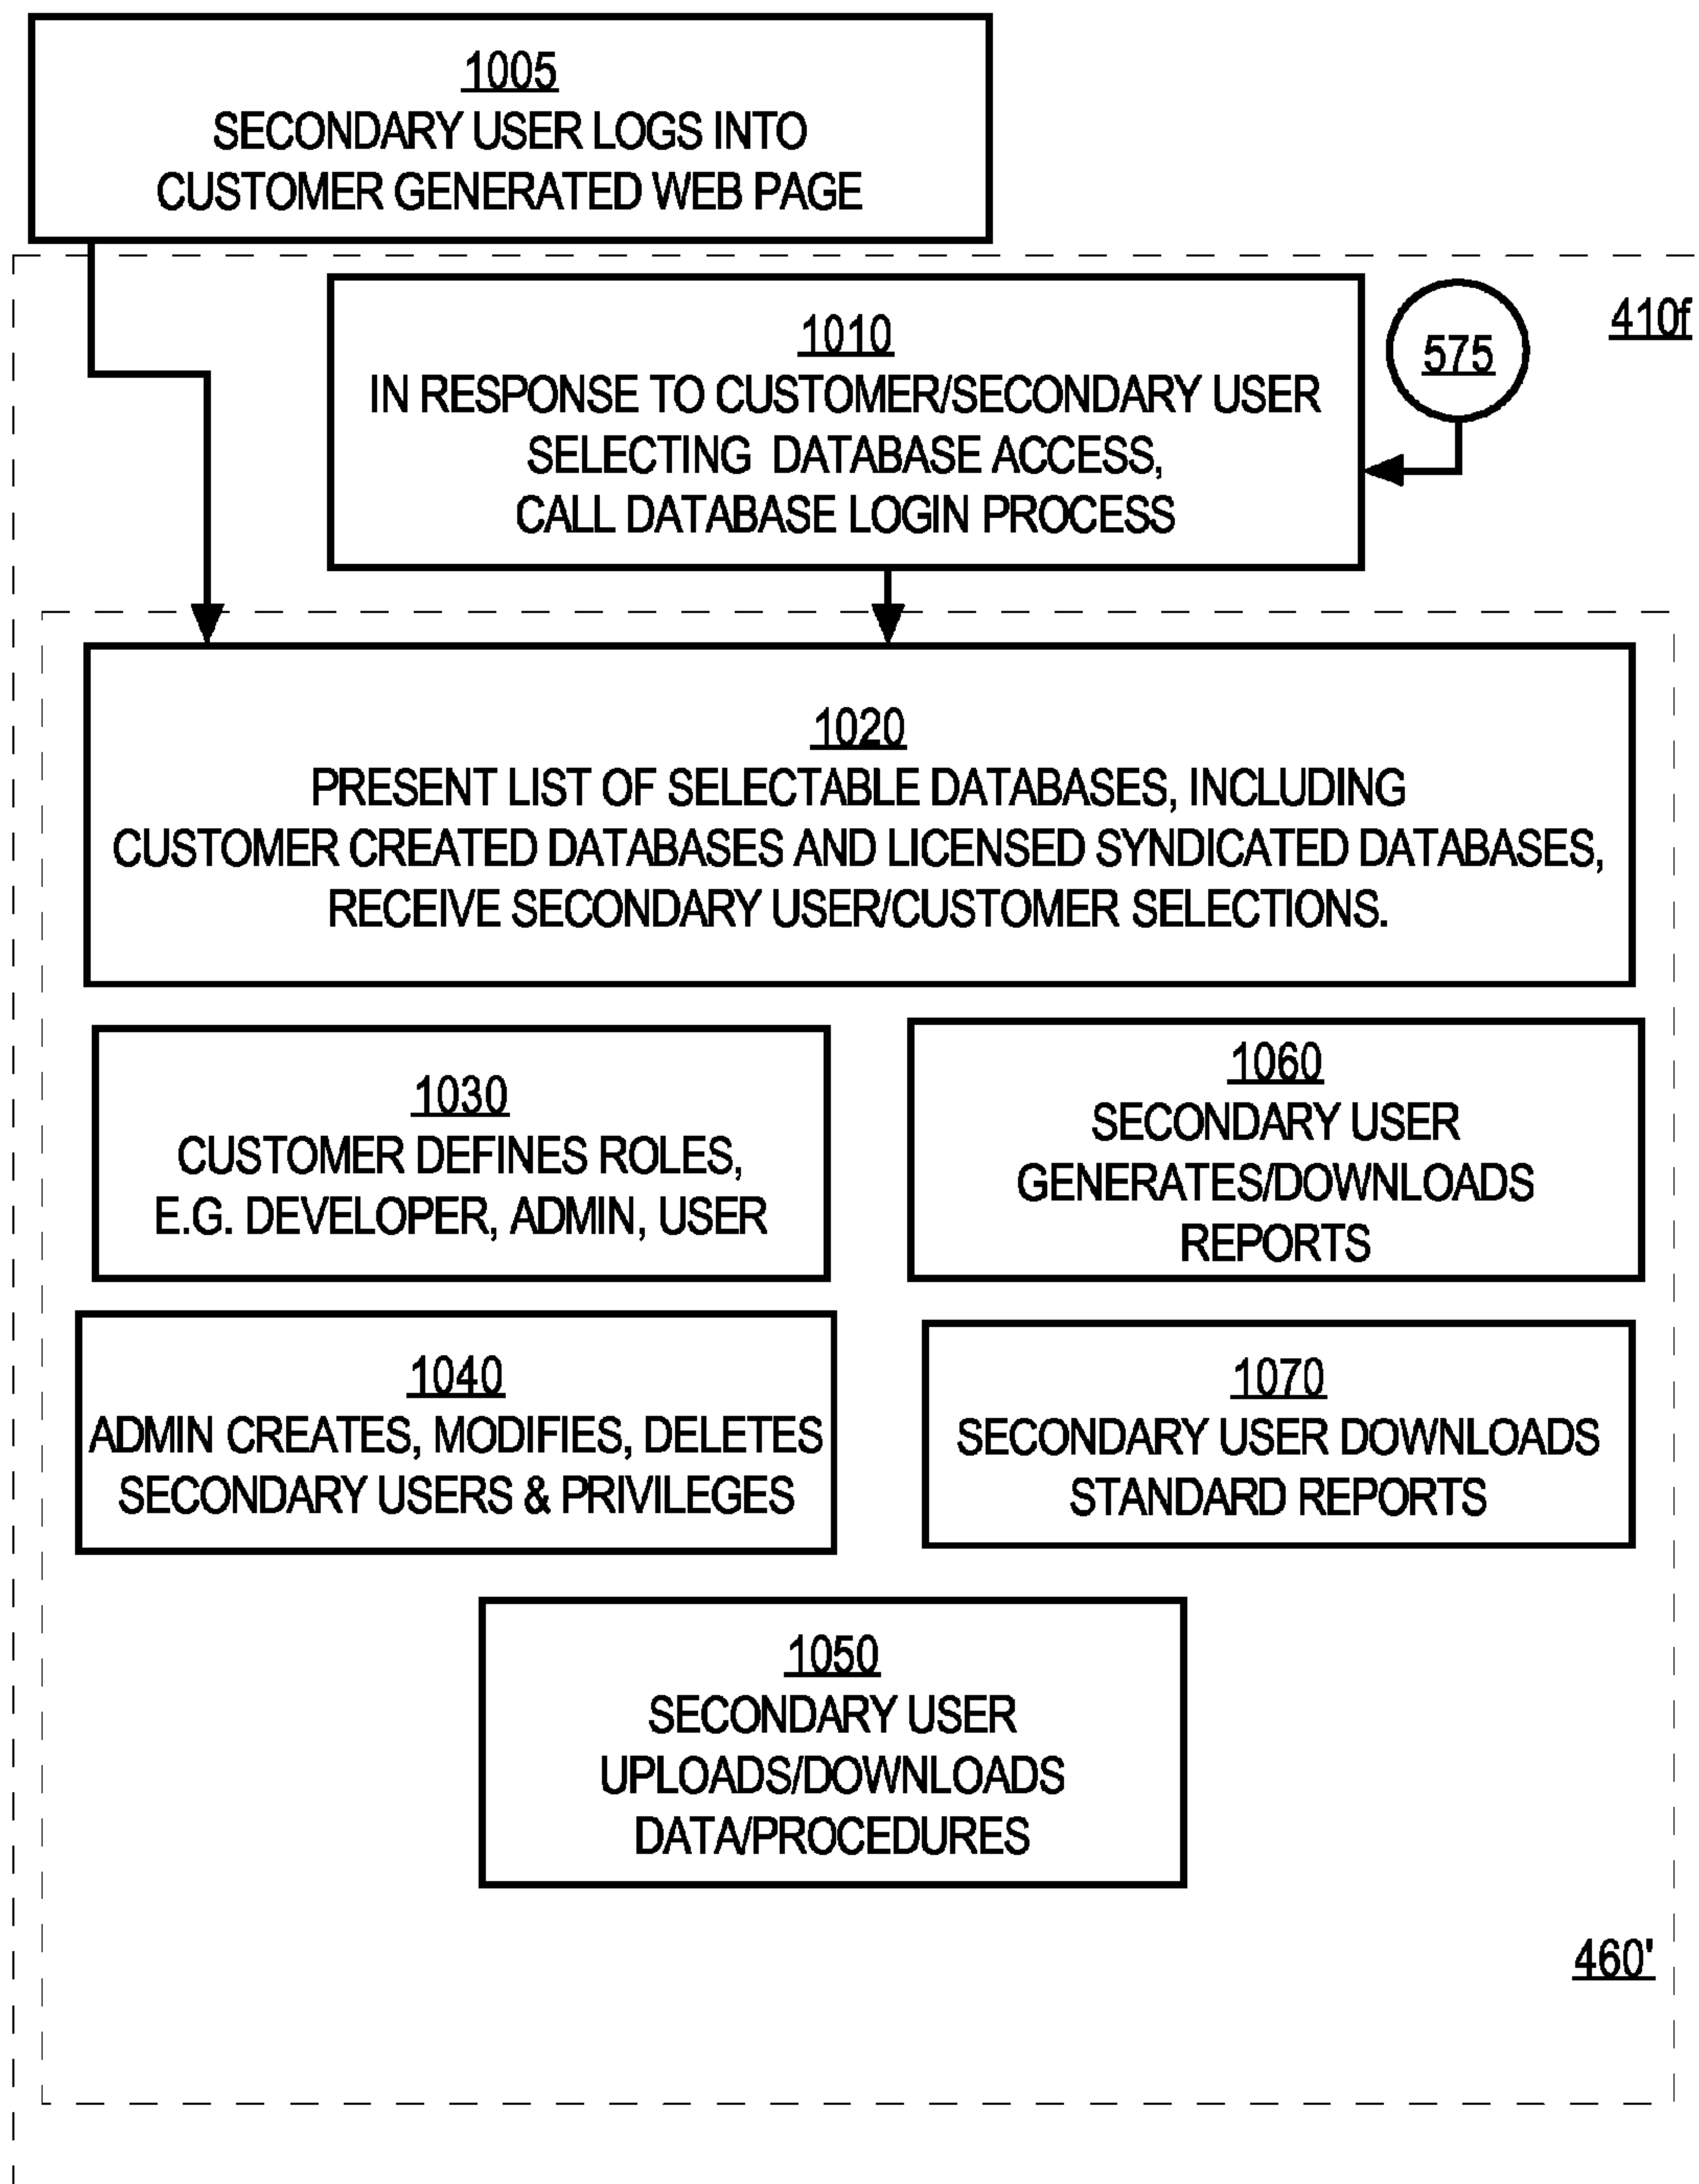 1005
SECONDARY USER LOGS INTO
CUSTOMER GENERATED WEB PAGE
410f
575
1010
IN RESPONSE TO CUSTOMER/SECONDARY USER
SELECTING DATABASE ACCESS,
CALL DATABASE LOGIN PROCESS
1020
PRESENT LIST OF SELECTABLE DATABASES, INCLUDING
CUSTOMER CREATED DATABASES AND LICENSED SYNDICATED DATABASES,
RECEIVE SECONDARY USER/CUSTOMER SELECTIONS.
1030
CUSTOMER DEFINES ROLES,
E.G. DEVELOPER, ADMIN, USER
1060
SECONDARY USER
GENERATES/DOWNLOADS
REPORTS
1040
ADMIN CREATES, MODIFIES, DELETES
SECONDARY USERS & PRIVILEGES
1070
SECONDARY USER DOWNLOADS
STANDARD REPORTS
1050
SECONDARY USER
UPLOADS/DOWNLOADS
DATA/PROCEDURES
460'